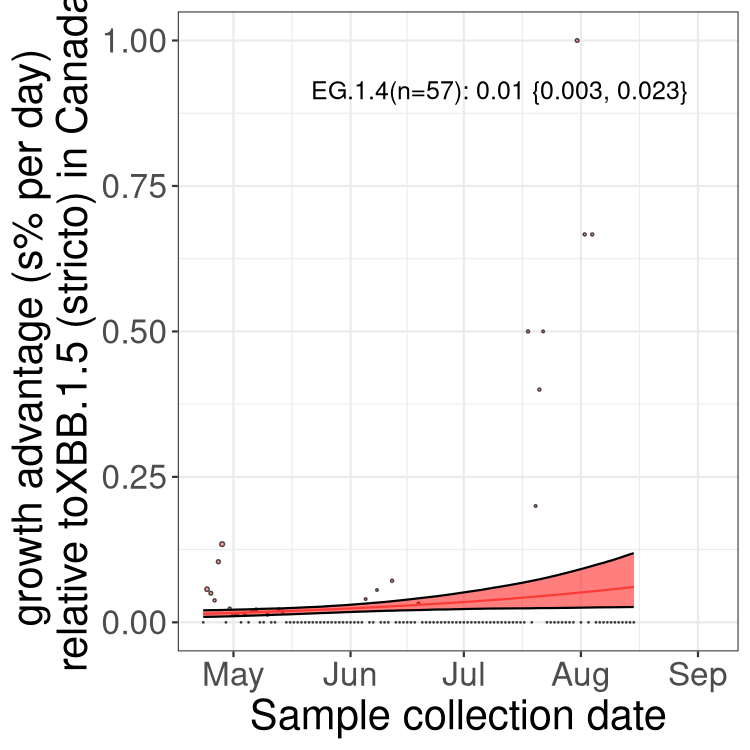 growth advantage (s% per day)
relative toXBB.1.5 (stricto) in Canada
1.00
0.75
0.50
0.25
0.00
EG.1.4(n=57): 0.01 {0.003, 0.023}
May Jun Jul Aug Sep
Sample collection date